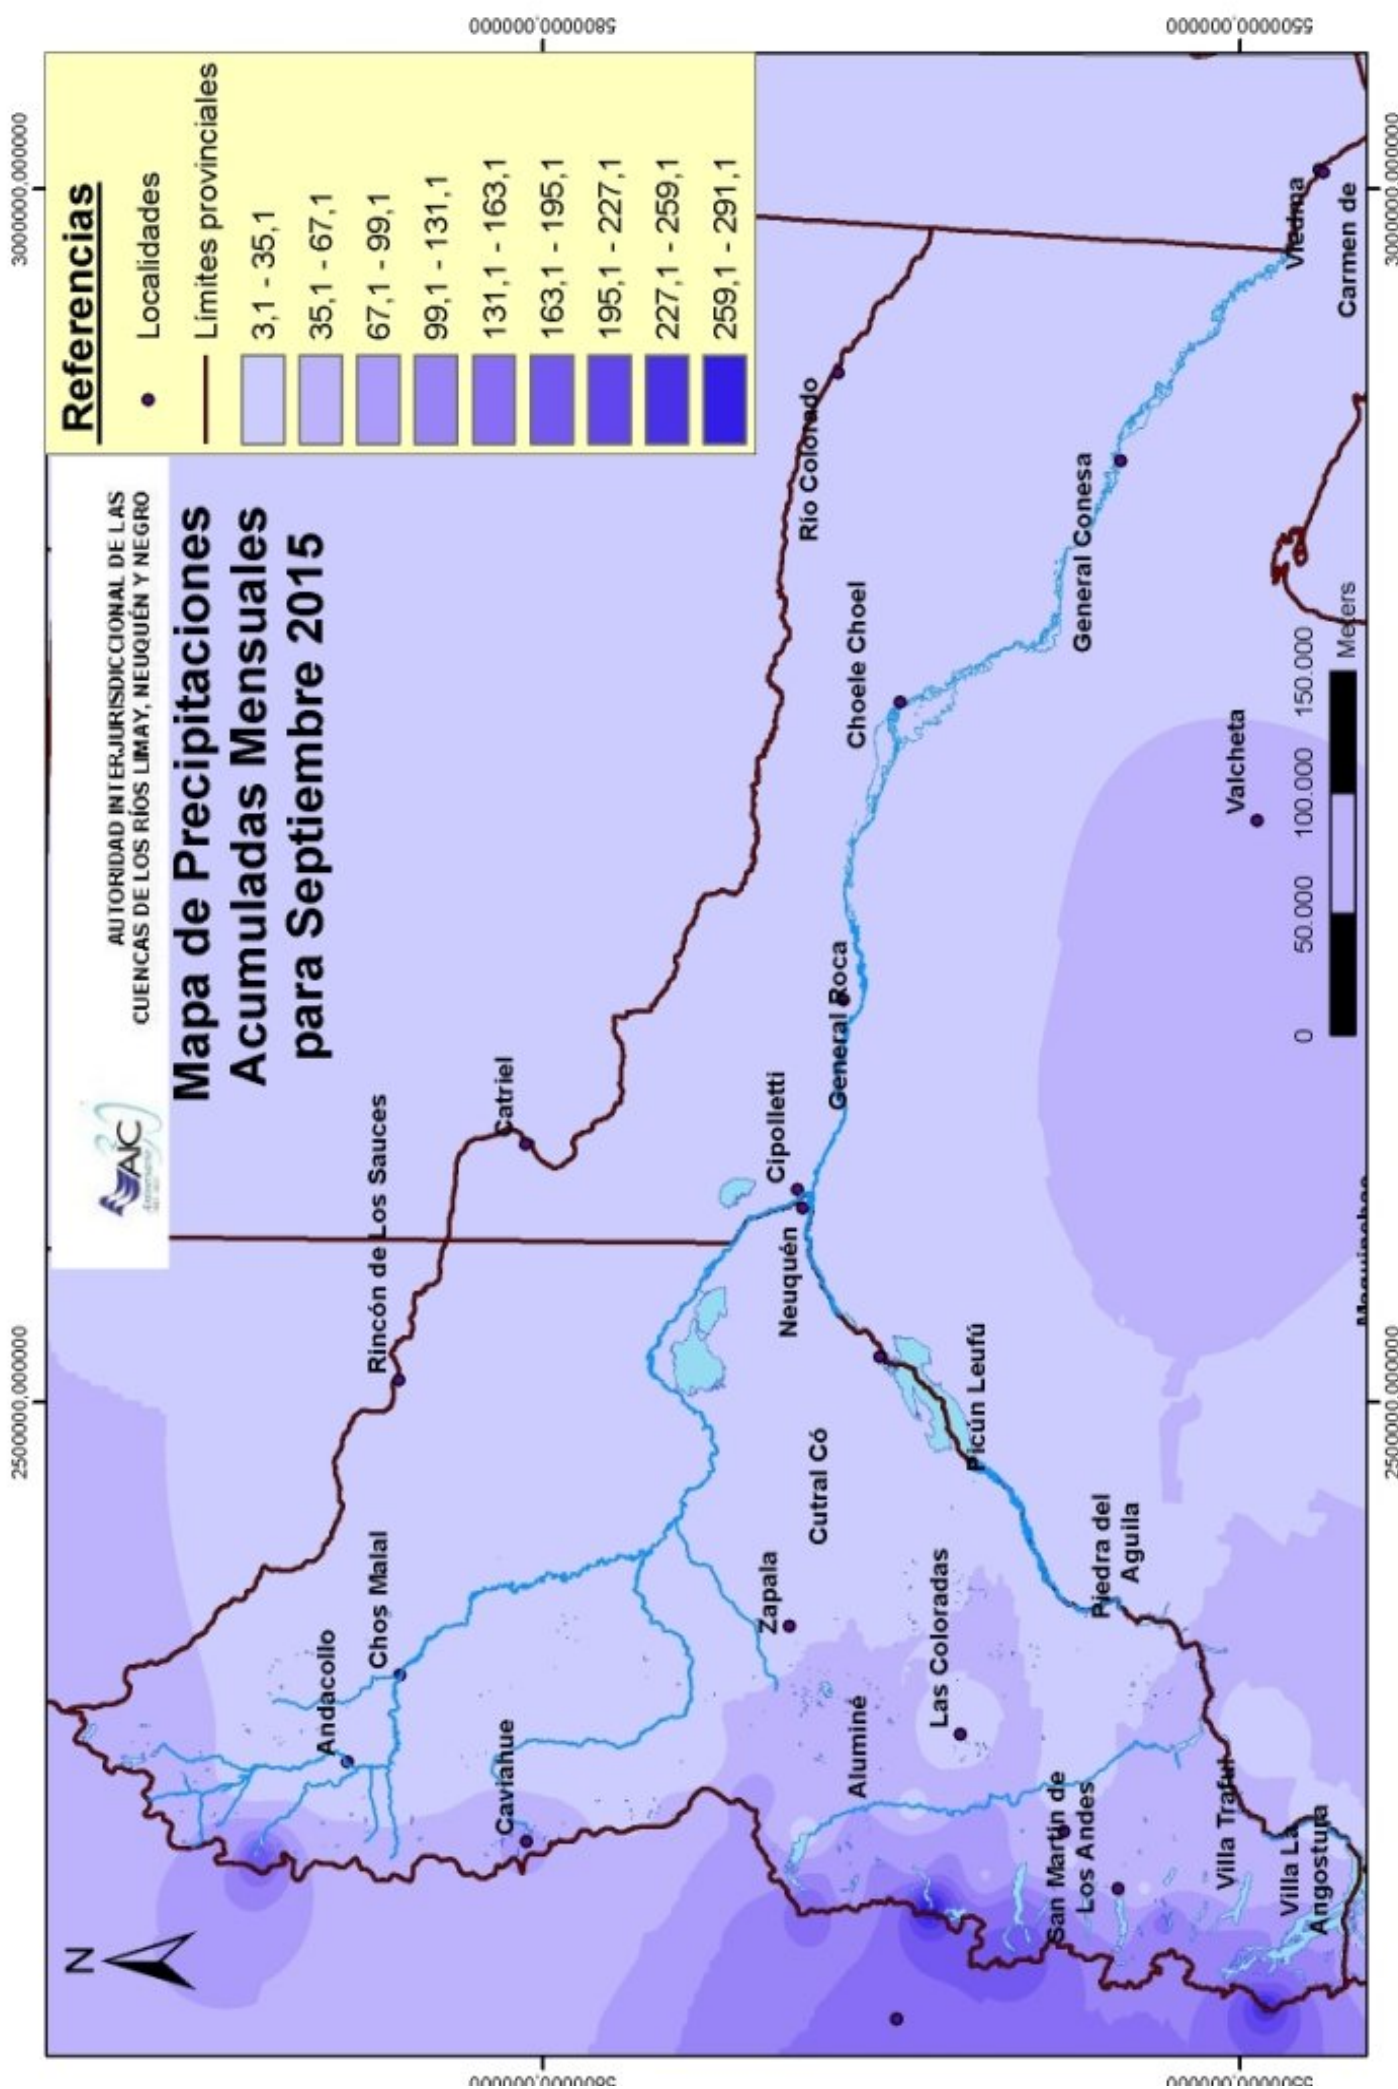 AUTORIDAD INTERJURISDICCIONAL DE LAS
CUENCAS DE LOS RÍOS LIMAY, NEUQUÉN Y NEGRO
AIC
Mapa de Precipitaciones
Acumuladas Mensuales
para Septiembre 2015
Referencias
Localidades
Límites provinciales
3,1 - 35,1
35,1 - 67,1
67,1 - 99,1
99,1 - 131,1
131,1 - 163,1
163,1 - 195,1
195,1 - 227,1
227,1 - 259,1
259,1 - 291,1
N
Andacollo
Chos Malal
Rincón de Los Sauces
Catriel
Caviahue
Zapala
Cutral Có
Neuquén
Cipolletti
General Roca
Choele Choel
Río Colorado
Aluminé
Las Coloradas
Picún Leufú
San Martin de
Los Andes
Piedra del
Aguila
General Conesa
Villa Traful
Villa La
Angostura
Valcheta
Viedma
Carmen de
0 50.000 100.000 150.000
Meters
2500000,000000
3000000,000000
2500000,000000
3000000,000000
5800000,000000
5500000,000000